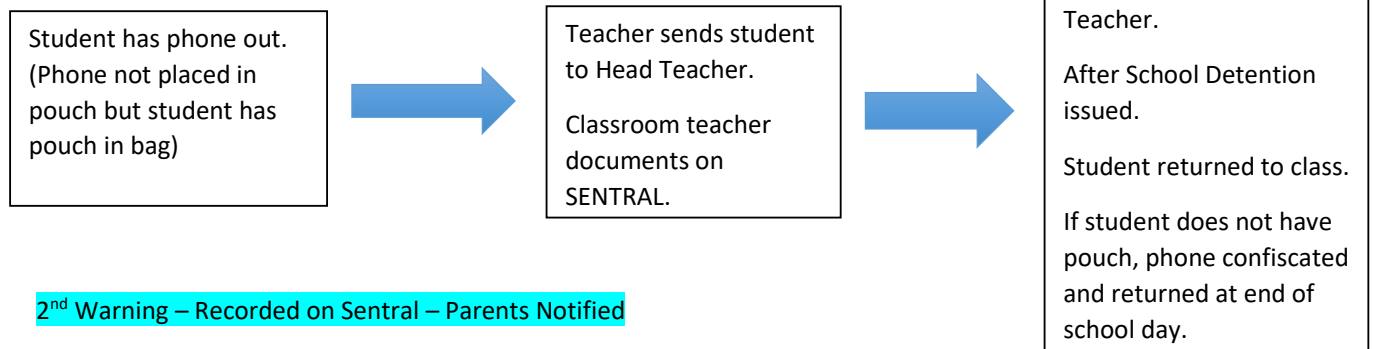 Student has phone out.
(Phone not placed in
pouch but student has
pouch in bag)
Teacher sends student
to Head Teacher.
Classroom teacher
documents on
SENTRAL.
Teacher.
After School Detention
issued.
Student returned to class.
If student does not have
pouch, phone confiscated
and returned at end of
school day.
2nd Warning – Recorded on Sentral – Parents Notified